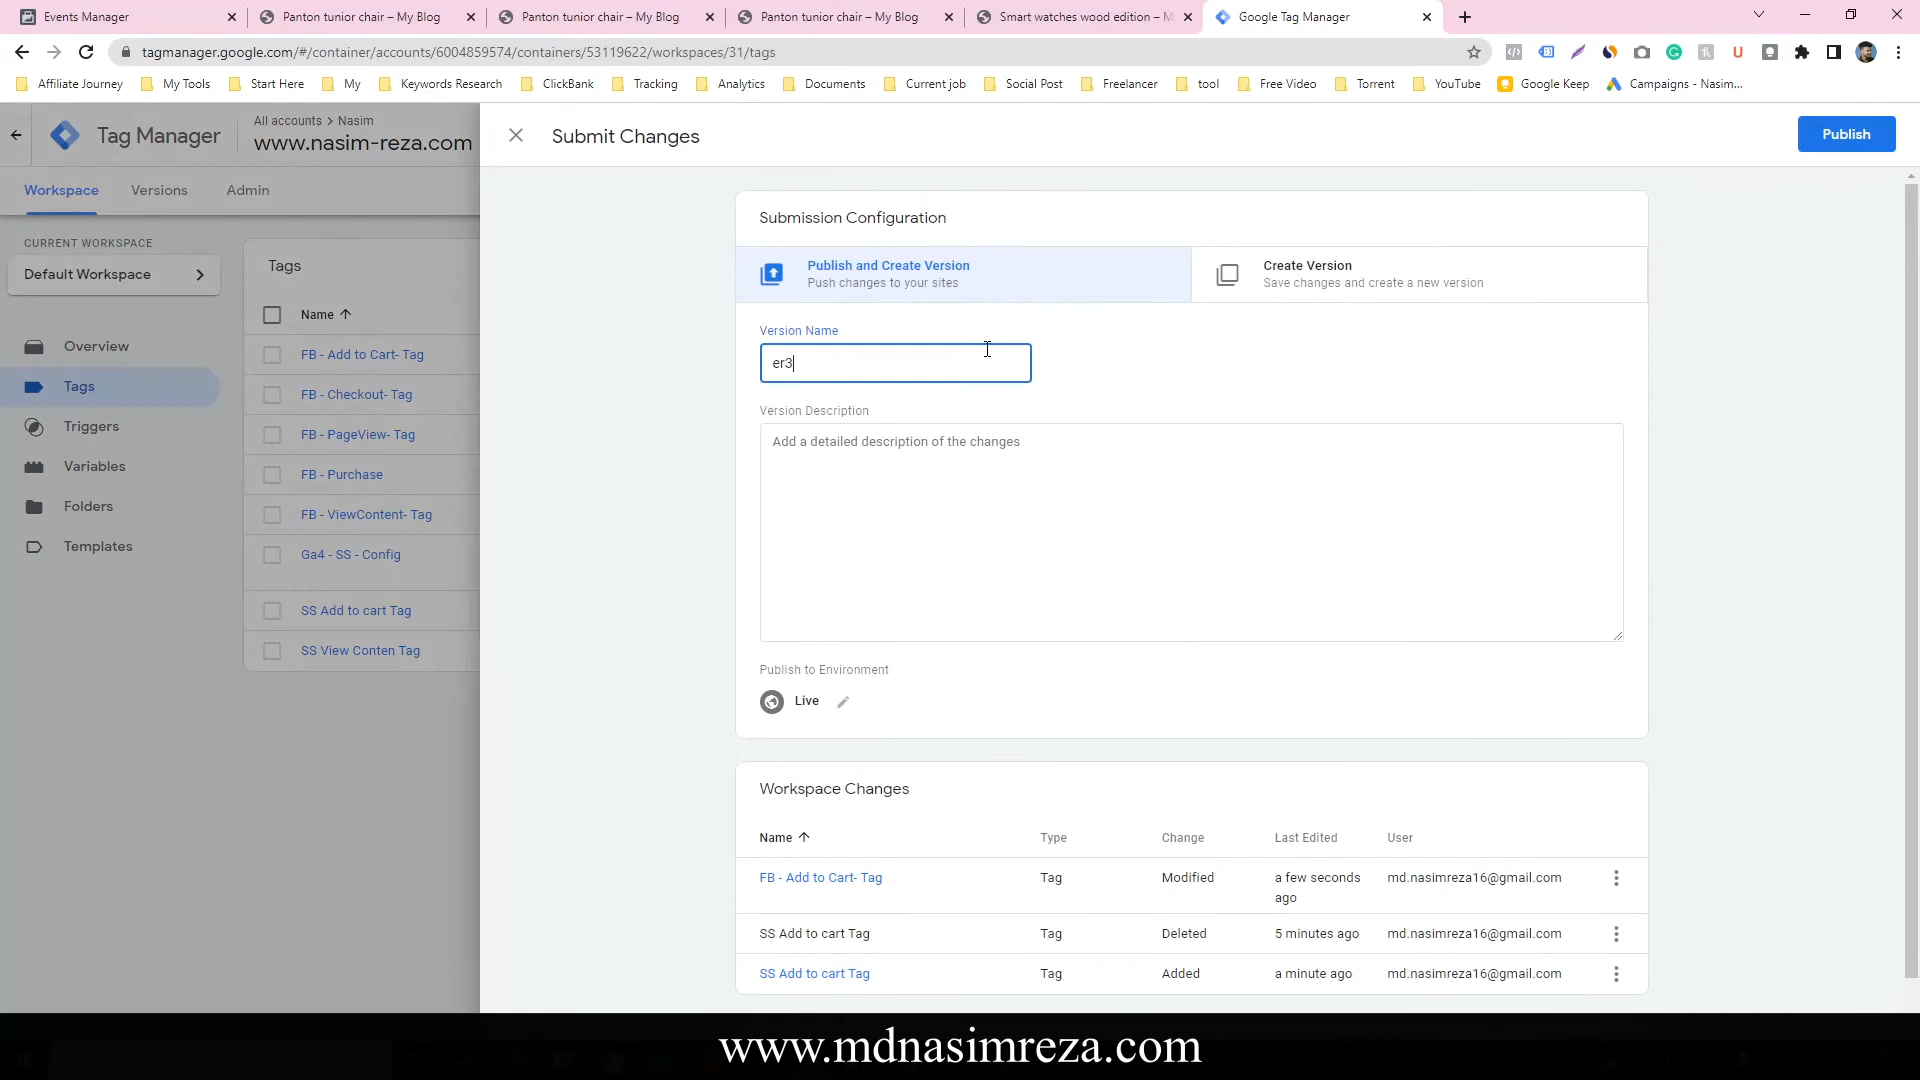 Events Manager
Panton tunior chair – My Blog
Panton tunior chair – My Blog
Panton tunior chair – My Blog
Smart watches wood edition – M
Google Tag Manager
tagmanager.google.com/#/container/accounts/6004859574/containers/53119622/workspaces/31/tags
Affiliate Journey
My Tools
Start Here
My
Keywords Research
ClickBank
Tracking
Analytics
Documents
Current job
Social Post
Freelancer
tool
Free Video
Torrent
YouTube
Google Keep
Campaigns - Nasim...
Tag Manager
All accounts > Nasim
www.nasim-reza.com
Submit Changes
Publish
Workspace
Versions
Admin
CURRENT WORKSPACE
Default Workspace
Overview
Tags
Triggers
Variables
Folders
Templates
Tags
Name
FB - Add to Cart- Tag
FB - Checkout- Tag
FB - PageView- Tag
FB - Purchase
FB - ViewContent- Tag
Ga4 - SS - Config
SS Add to cart Tag
SS View Conten Tag
Submission Configuration
Publish and Create Version
Push changes to your sites
Create Version
Save changes and create a new version
Version Name
er3
Version Description
Add a detailed description of the changes
Publish to Environment
Live
Workspace Changes
Name Type Change Last Edited User
FB - Add to Cart- Tag Tag Modified a few seconds ago md.nasimreza16@gmail.com
SS Add to cart Tag Tag Deleted 5 minutes ago md.nasimreza16@gmail.com
SS Add to cart Tag Tag Added a minute ago md.nasimreza16@gmail.com
www.mdnasimreza.com